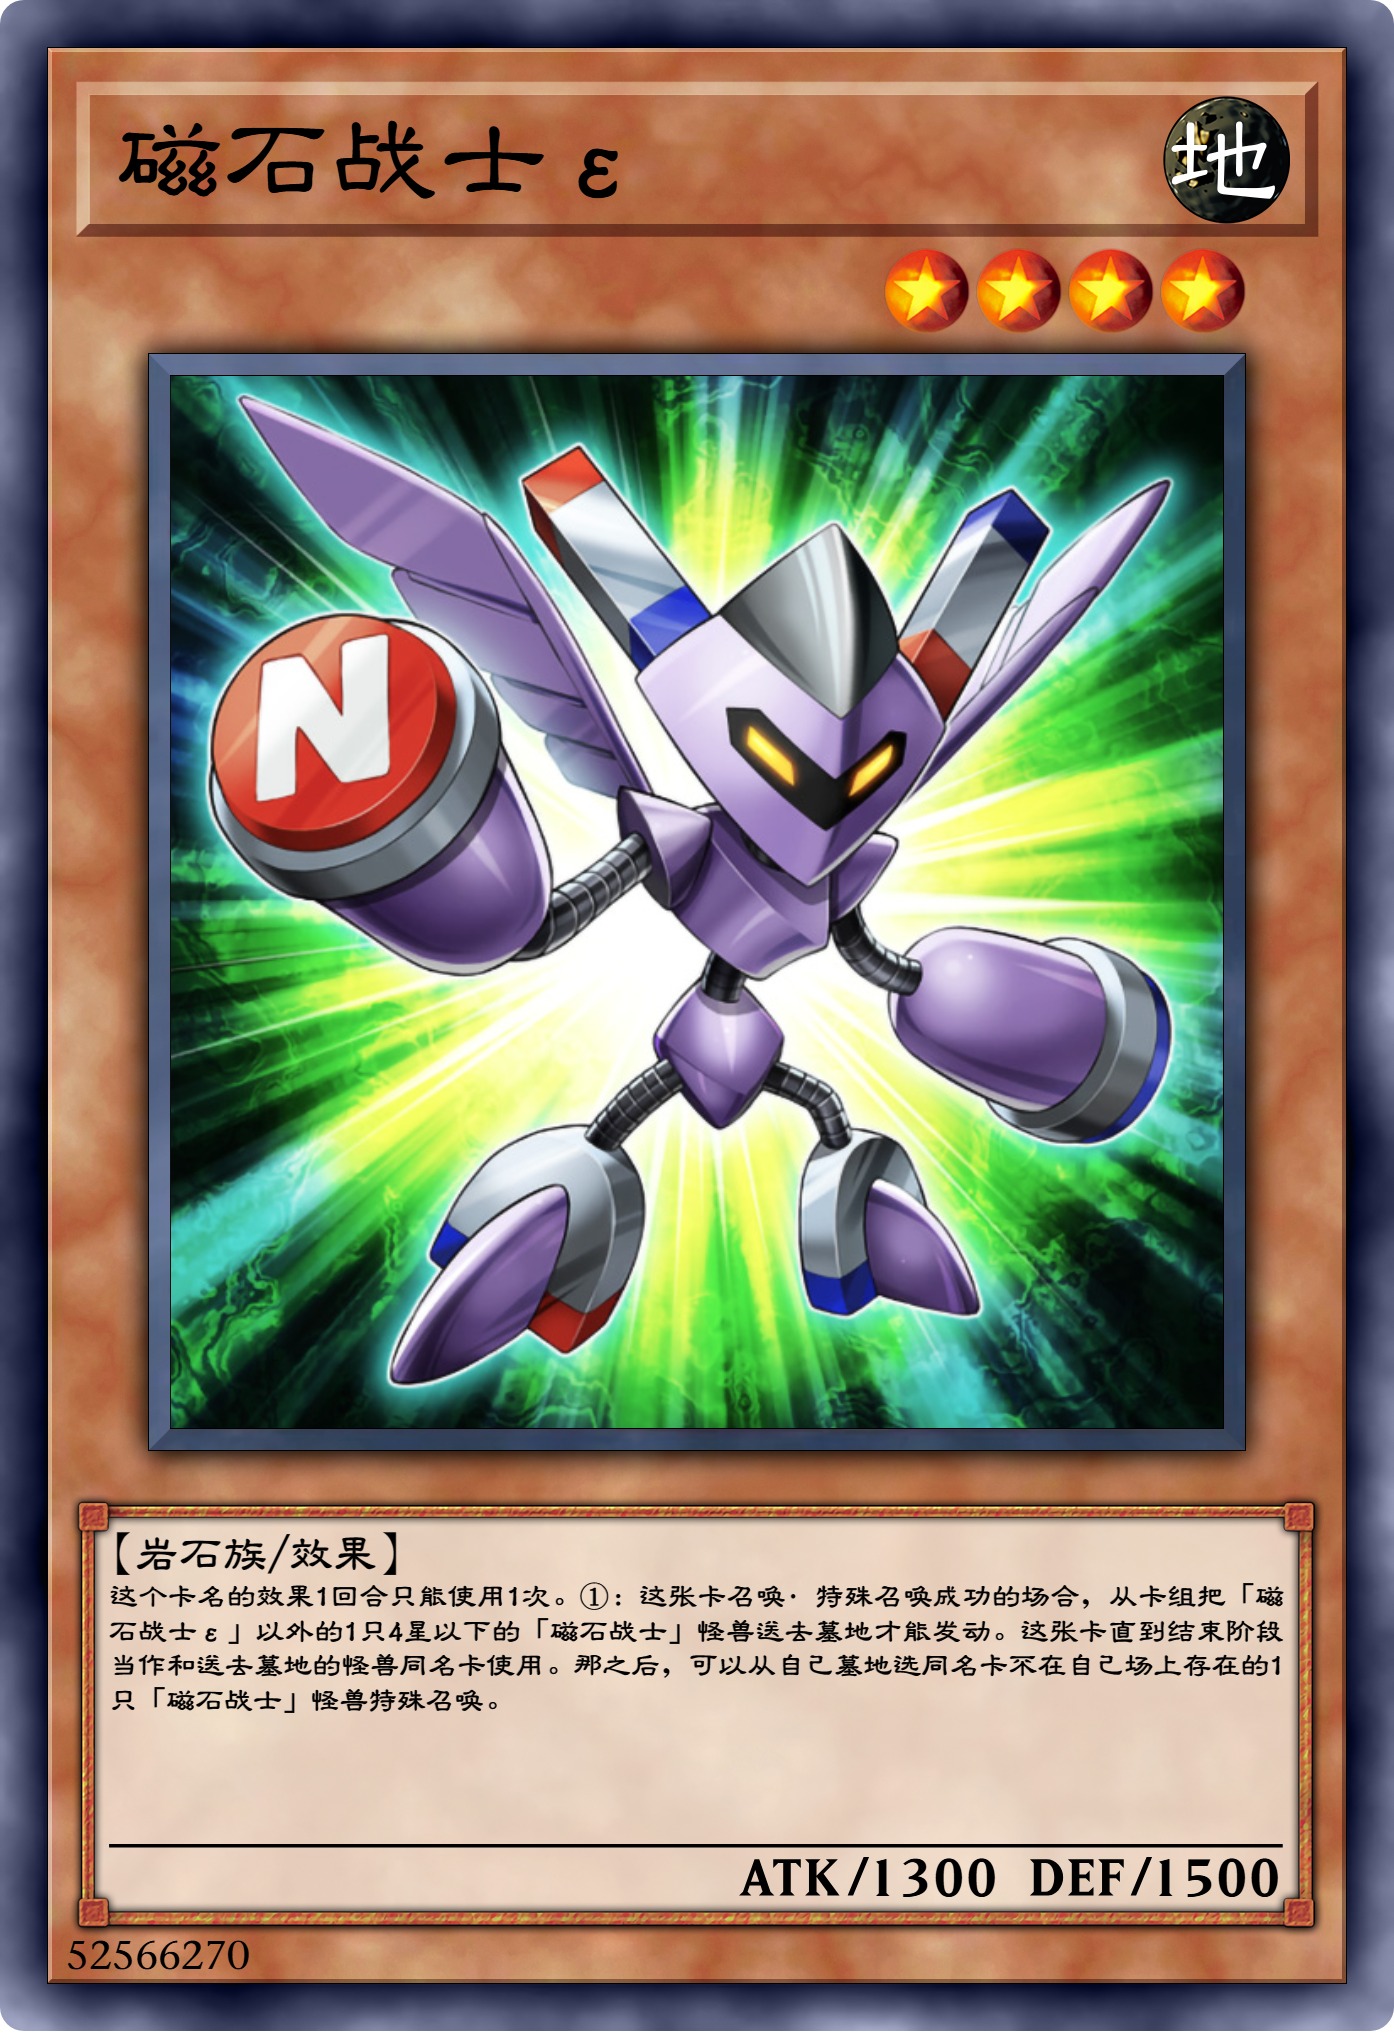 磁石战士 ε
地
N
【岩石族/效果】
这个卡名的效果1回合只能使用1次。①：这张卡召唤·特殊召唤成功的场合，从卡组把「磁
石战士 ε 」以外的1只4星以下的「磁石战士」怪兽送去墓地才能发动。这张卡直到结束阶段
当作和送去墓地的怪兽同名卡使用。那之后，可以从自己墓地选同名卡不在自己场上存在的1
只「磁石战士」怪兽特殊召唤。
ATK/1300 DEF/1500
52566270